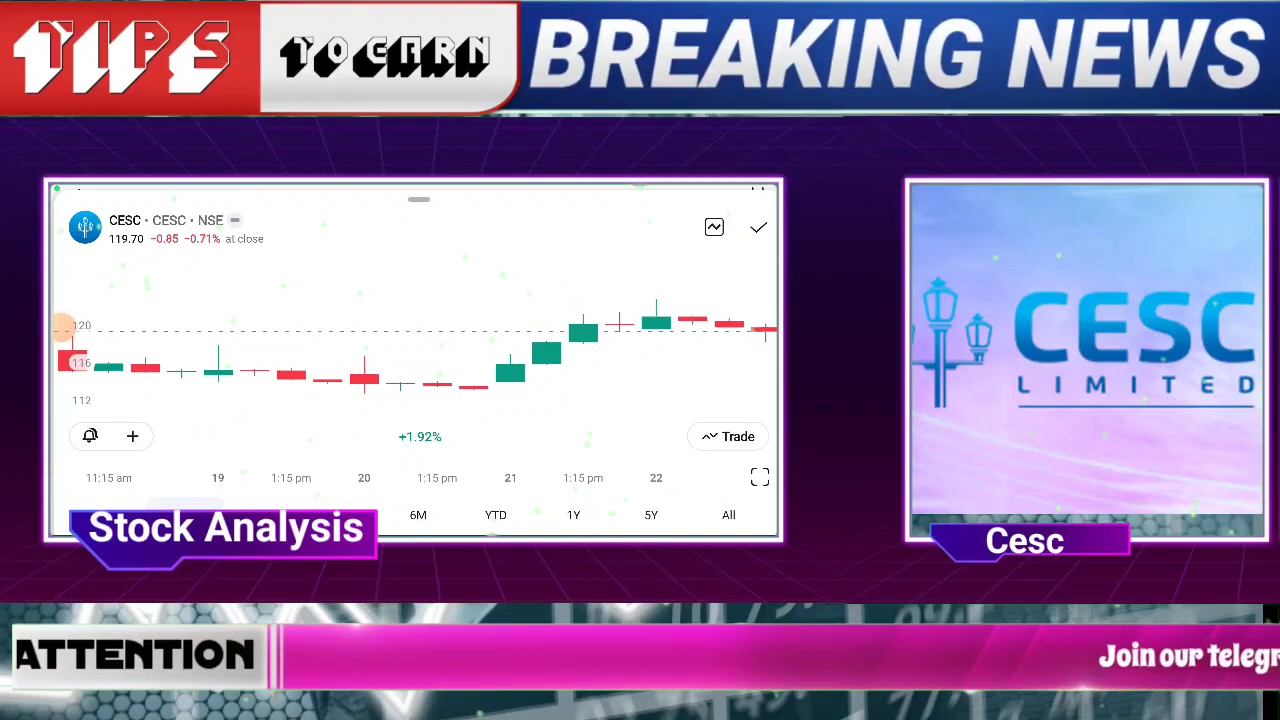 TIPS
TO EARN
BREAKING NEWS
CESC • CESC • NSE
119.70 −0.85 −0.71% at close
120
116
112
+1.92%
Trade
11:15 am 19 1:15 pm 20 1:15 pm 21 1:15 pm 22
6M YTD 1Y 5Y All
Stock Analysis
CESC
LIMITED
Cesc
ATTENTION
Join our telegr